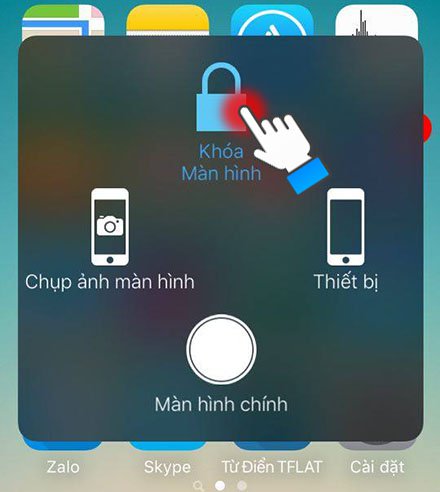 Khóa
Màn hình
Chụp ảnh màn hình
Thiết bị
Màn hình chính
Zalo
Skype
Từ Điển TFLAT
Cài đặt